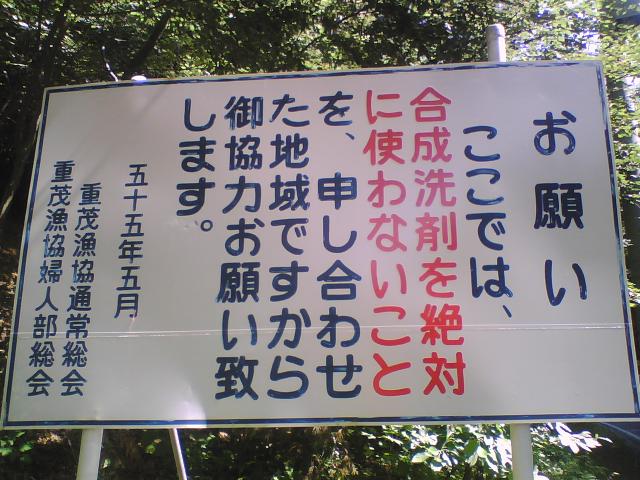 お願い
ここでは、
合成洗剤を絶対
に使わないこと
を、申し合わせ
た地域ですから
御協力お願い致
します。
五十五年五月
重茂漁協通常総会
重茂漁協婦人部総会